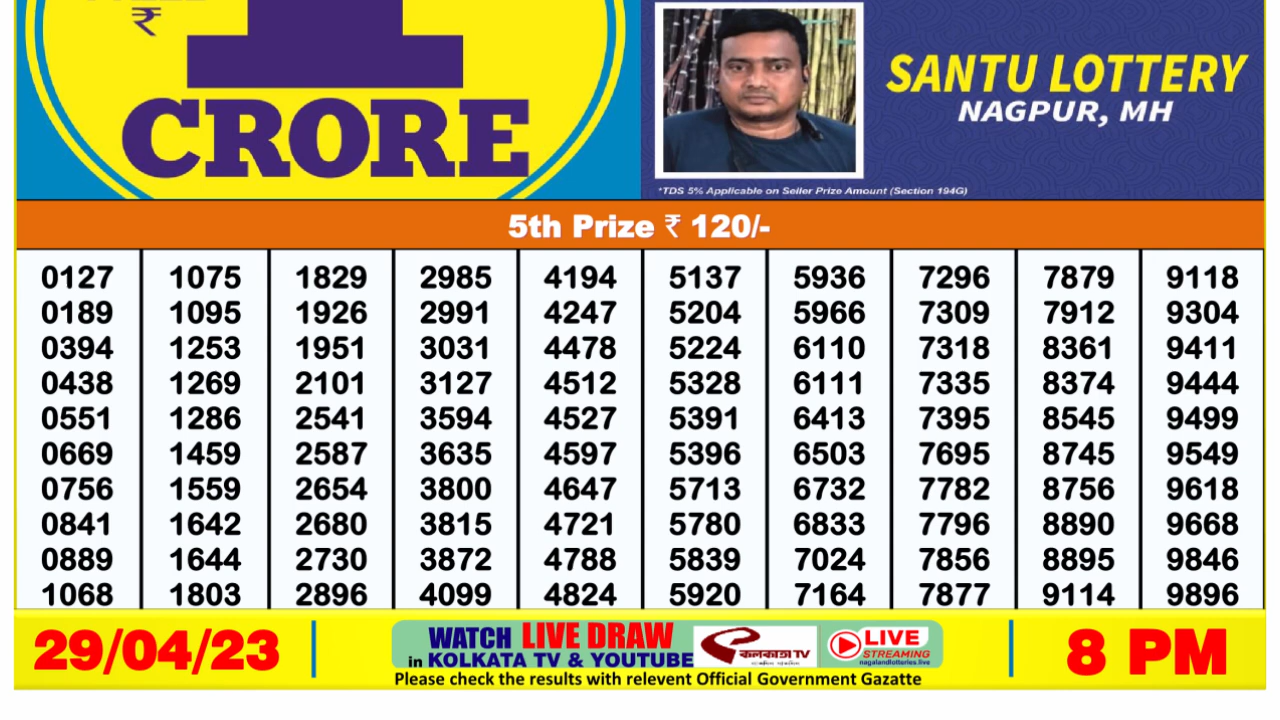 ₹
1
CRORE
SANTU LOTTERY
NAGPUR, MH
*TDS 5% Applicable on Seller Prize Amount (Section 194G)
5th Prize ₹ 120/-
0127 1075 1829 2985 4194 5137 5936 7296 7879 9118
0189 1095 1926 2991 4247 5204 5966 7309 7912 9304
0394 1253 1951 3031 4478 5224 6110 7318 8361 9411
0438 1269 2101 3127 4512 5328 6111 7335 8374 9444
0551 1286 2541 3594 4527 5391 6413 7395 8545 9499
0669 1459 2587 3635 4597 5396 6503 7695 8745 9549
0756 1559 2654 3800 4647 5713 6732 7782 8756 9618
0841 1642 2680 3815 4721 5780 6833 7796 8890 9668
0889 1644 2730 3872 4788 5839 7024 7856 8895 9846
1068 1803 2896 4099 4824 5920 7164 7877 9114 9896
29/04/23
WATCH LIVE DRAW
in KOLKATA TV & YOUTUBE
কলকাতা TV
LIVE
STREAMING
nagalandlotteries.live
Please check the results with relevent Official Government Gazatte
8 PM